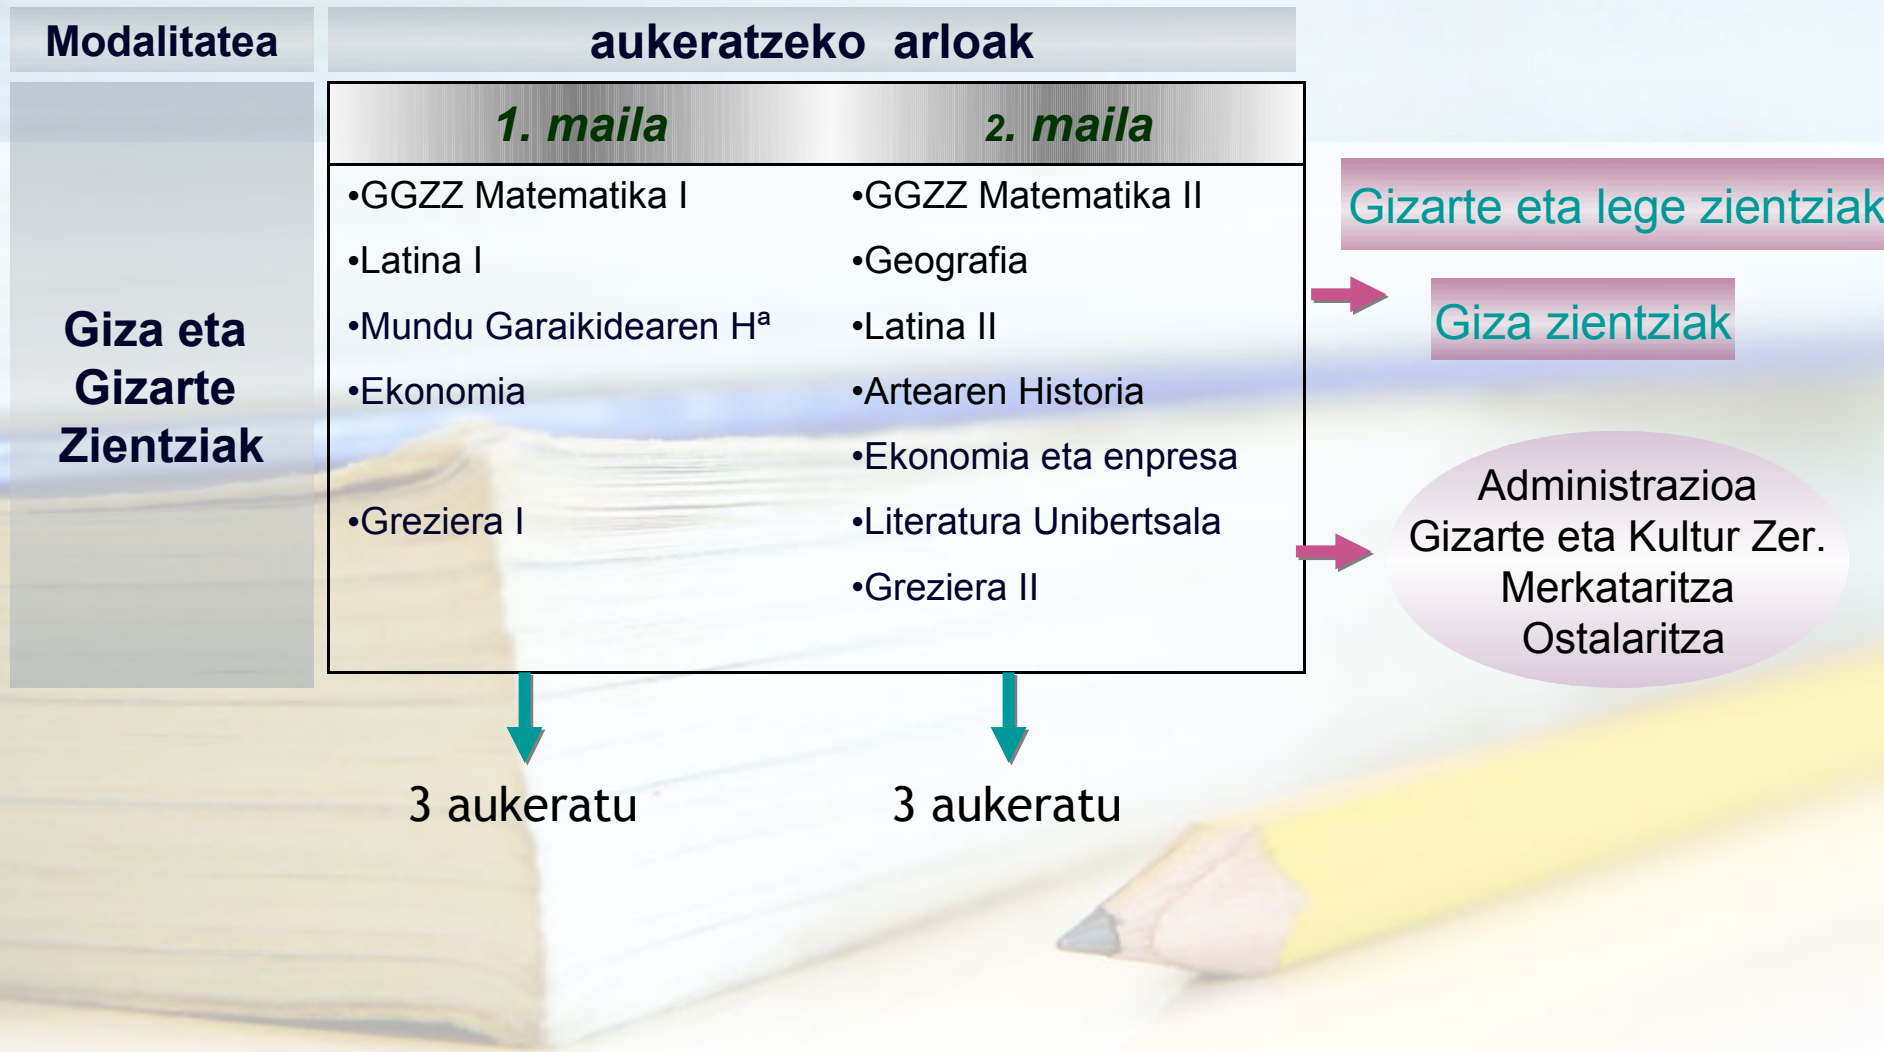 Modalitatea
aukeratzeko arloak
Giza eta
Gizarte
Zientziak
1. maila
2. maila
•GGZZ Matematika I
•Latina I
•Mundu Garaikidearen Hª
•Ekonomia
•Greziera I
•GGZZ Matematika II
•Geografia
•Latina II
•Artearen Historia
•Ekonomia eta enpresa
•Literatura Unibertsala
•Greziera II
3 aukeratu
3 aukeratu
Gizarte eta lege zientziak
Giza zientziak
Administrazioa
Gizarte eta Kultur Zer.
Merkataritza
Ostalaritza